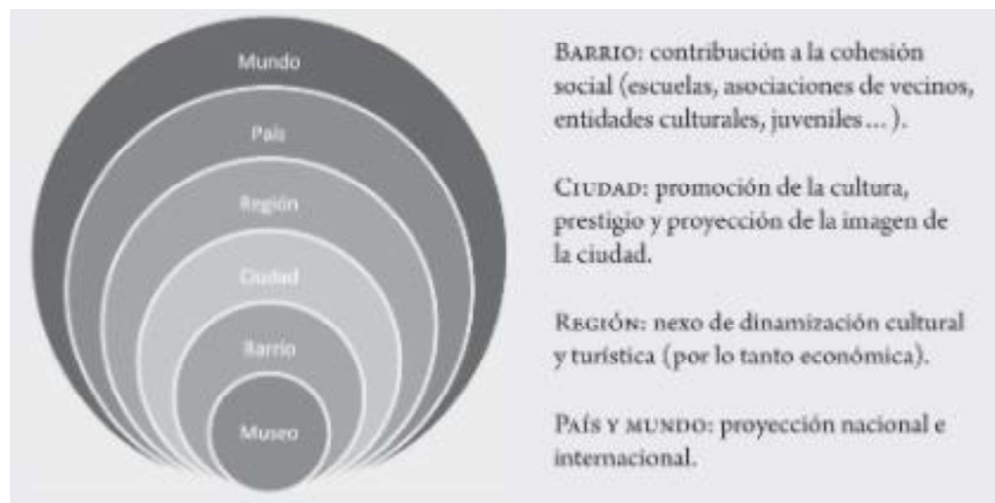 Mundo
País
Región
Ciudad
Barrio
Museo
BARRIO: contribución a la cohesión
social (escuelas, asociaciones de vecinos,
entidades culturales, juveniles...).
CIUDAD: promoción de la cultura,
prestigio y proyección de la imagen de
la ciudad.
REGIÓN: nexo de dinamización cultural
y turística (por lo tanto económica).
PAÍS Y MUNDO: proyección nacional e
internacional.